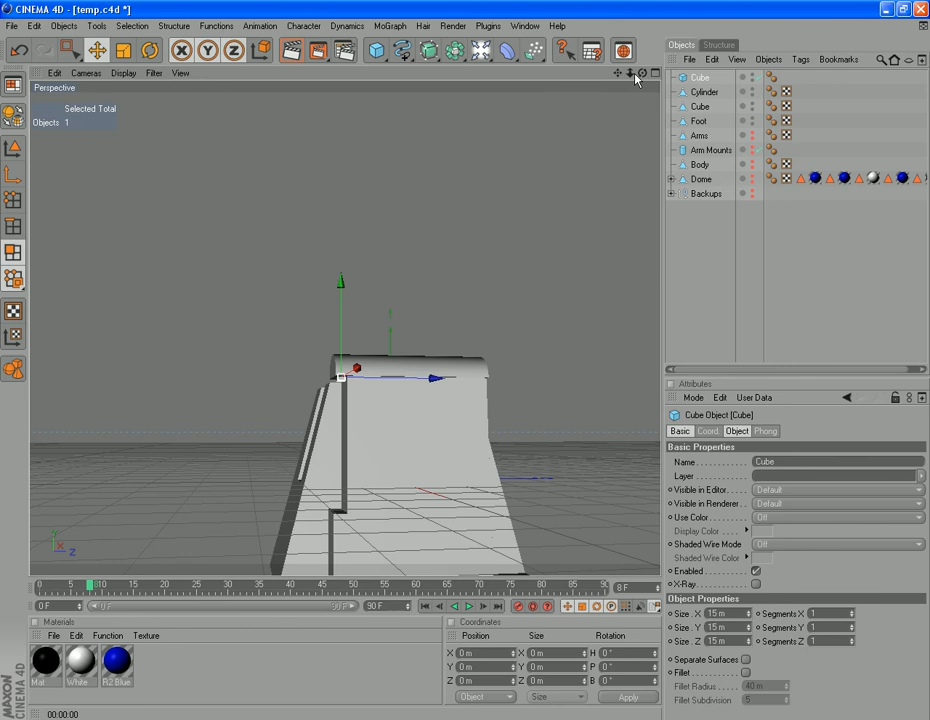 CINEMA 4D - [temp.c4d *]
File Edit Objects Tools Selection Structure Functions Animation Character Dynamics MoGraph Hair Render Plugins Window Help
X Y Z
Edit Cameras Display Filter View
Perspective
Selected Total
Objects 1
Y X Z
0 5 10 15 20 25 30 35 40 45 50 55 60 65 70 75 80 85 90 8 F
0 F 0 F 90 F 90 F
Materials
File Edit Function Texture
Mat White R2 Blue
Coordinates
Position Size Rotation
X 0 m X 0 m H 0 °
Y 0 m Y 0 m P 0 °
Z 0 m Z 0 m B 0 °
Object Size Apply
00:00:00
MAXON CINEMA 4D
Objects Structure
File Edit View Objects Tags Bookmarks
Cube
Cylinder
Cube
Foot
Arms
Arm Mounts
Body
Dome
Backups
Attributes
Mode Edit User Data
Cube Object [Cube]
Basic Coord. Object Phong
Basic Properties
Name Cube
Layer
Visible in Editor Default
Visible in Renderer Default
Use Color Off
Display Color
Shaded Wire Mode Off
Shaded Wire Color
Enabled
X-Ray
Object Properties
Size . X 15 m Segments X 1
Size . Y 15 m Segments Y 1
Size . Z 15 m Segments Z 1
Separate Surfaces
Fillet
Fillet Radius 40 m
Fillet Subdivision 5